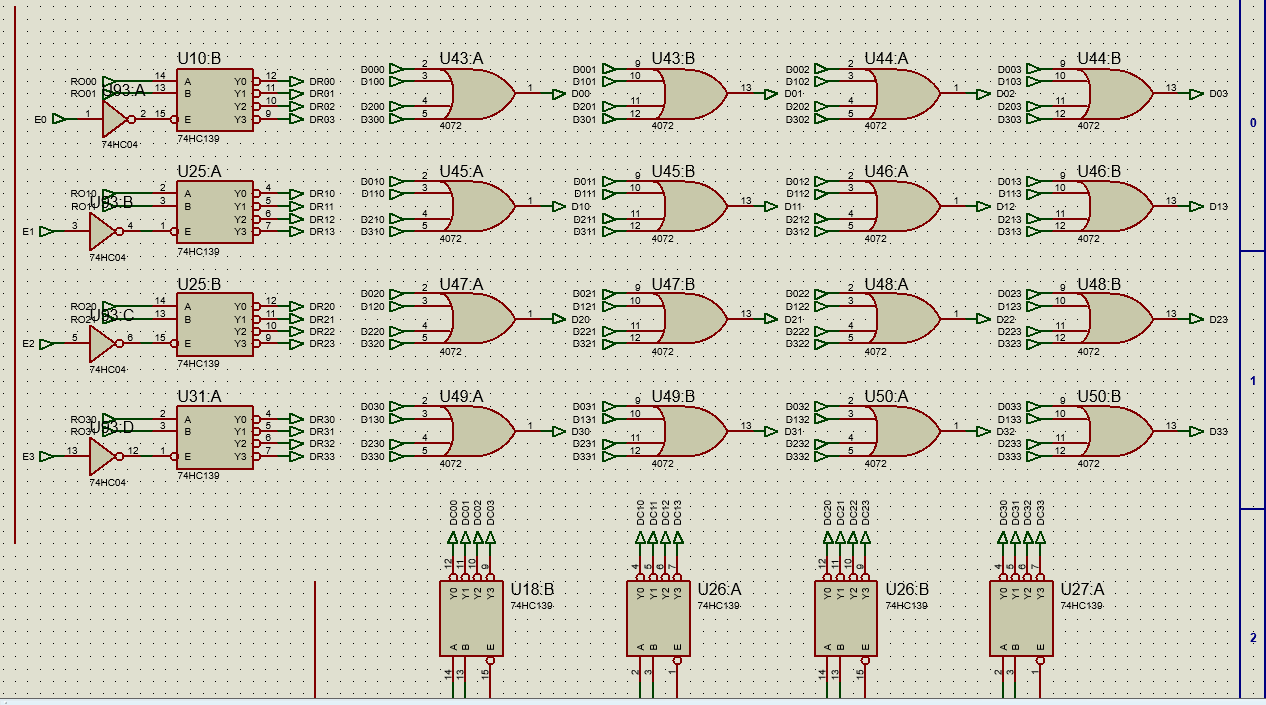 U10:B U43:A U43:B U44:A U44:B
RO00 14 A Y0 12 DR00 D000 2 D001 9 D002 2 D003 9
RO01 13 B Y1 11 DR01 D100 3 1 D00 D101 10 13 D01 D102 3 1 D02 D103 10 13 D03
U93:A Y2 10 DR02 D200 4 D201 11 D202 4 D203 11
E0 1 2 15 E Y3 9 DR03 D300 5 D301 12 D302 5 D303 12
74HC04 74HC139 4072 4072 4072 4072
0
U25:A U45:A U45:B U46:A U46:B
RO10 2 A Y0 4 DR10 D010 2 D011 9 D012 2 D013 9
RO11 3 B Y1 5 DR11 D110 3 1 D10 D111 10 13 D11 D112 3 1 D12 D113 10 13 D13
U93:B Y2 6 DR12 D210 4 D211 11 D212 4 D213 11
E1 3 4 1 E Y3 7 DR13 D310 5 D311 12 D312 5 D313 12
74HC04 74HC139 4072 4072 4072 4072
U25:B U47:A U47:B U48:A U48:B
RO20 14 A Y0 12 DR20 D020 2 D021 9 D022 2 D023 9
RO21 13 B Y1 11 DR21 D120 3 1 D20 D121 10 13 D21 D122 3 1 D22 D123 10 13 D23
U93:C Y2 10 DR22 D220 4 D221 11 D222 4 D223 11
E2 5 6 15 E Y3 9 DR23 D320 5 D321 12 D322 5 D323 12
74HC04 74HC139 4072 4072 4072 4072
1
U31:A U49:A U49:B U50:A U50:B
RO30 2 A Y0 4 DR30 D030 2 D031 9 D032 2 D033 9
RO31 3 B Y1 5 DR31 D130 3 1 D30 D131 10 13 D31 D132 3 1 D32 D133 10 13 D33
U93:D Y2 6 DR32 D230 4 D231 11 D232 4 D233 11
E3 13 12 1 E Y3 7 DR33 D330 5 D331 12 D332 5 D333 12
74HC04 74HC139 4072 4072 4072 4072
DC00 DC01 DC02 DC03 DC10 DC11 DC12 DC13 DC20 DC21 DC22 DC23 DC30 DC31 DC32 DC33
12 11 10 9 4 5 6 7 12 11 10 9 4 5 6 7
Y0 Y1 Y2 Y3 U18:B Y0 Y1 Y2 Y3 U26:A Y0 Y1 Y2 Y3 U26:B Y0 Y1 Y2 Y3 U27:A
74HC139 74HC139 74HC139 74HC139
2
A B E A B E A B E A B E
14 13 15 2 3 1 14 13 15 2 3 1